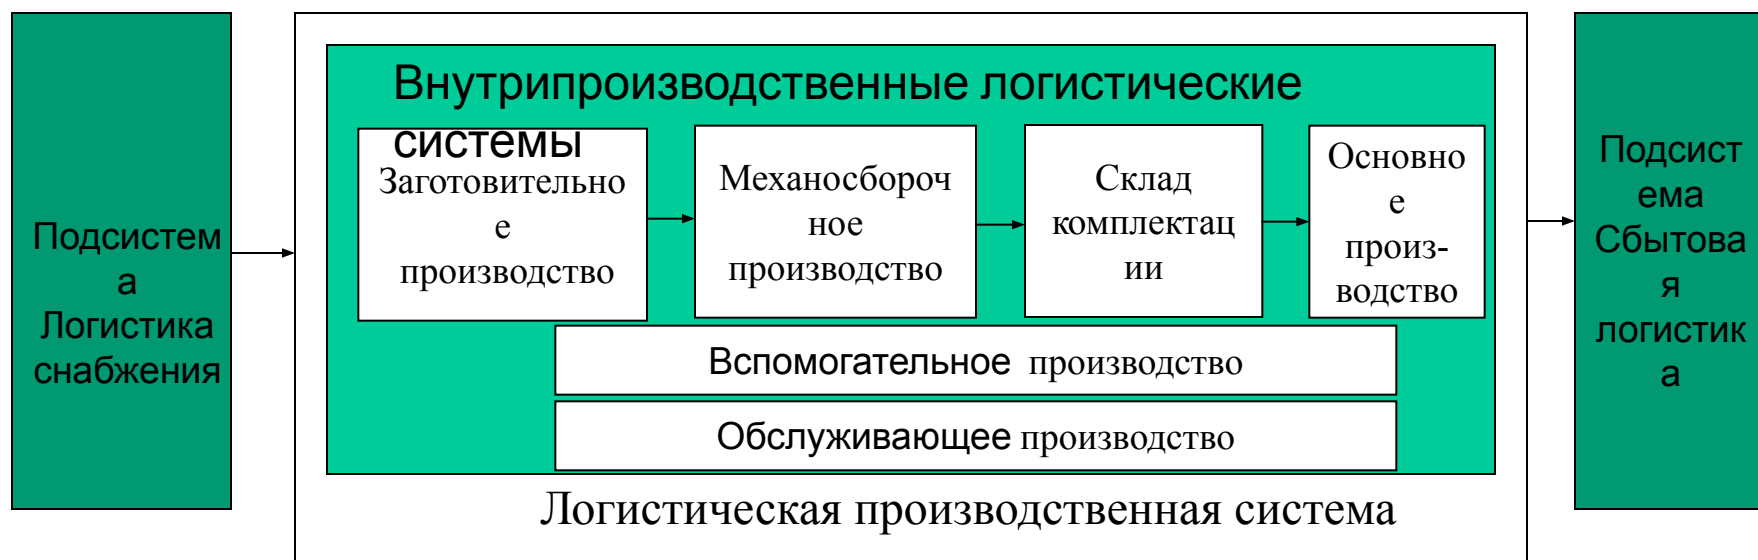 Подсистем
а
Логистика
снабжения
Внутрипроизводственные логистические
системы
Заготовительно
е
производство
Механосбороч
ное
производство
Склад
комплектац
ии
Основно
е
произ-
водство
Вспомогательное производство
Обслуживающее производство
Логистическая производственная система
Подсист
ема
Сбытова
я
логистик
а